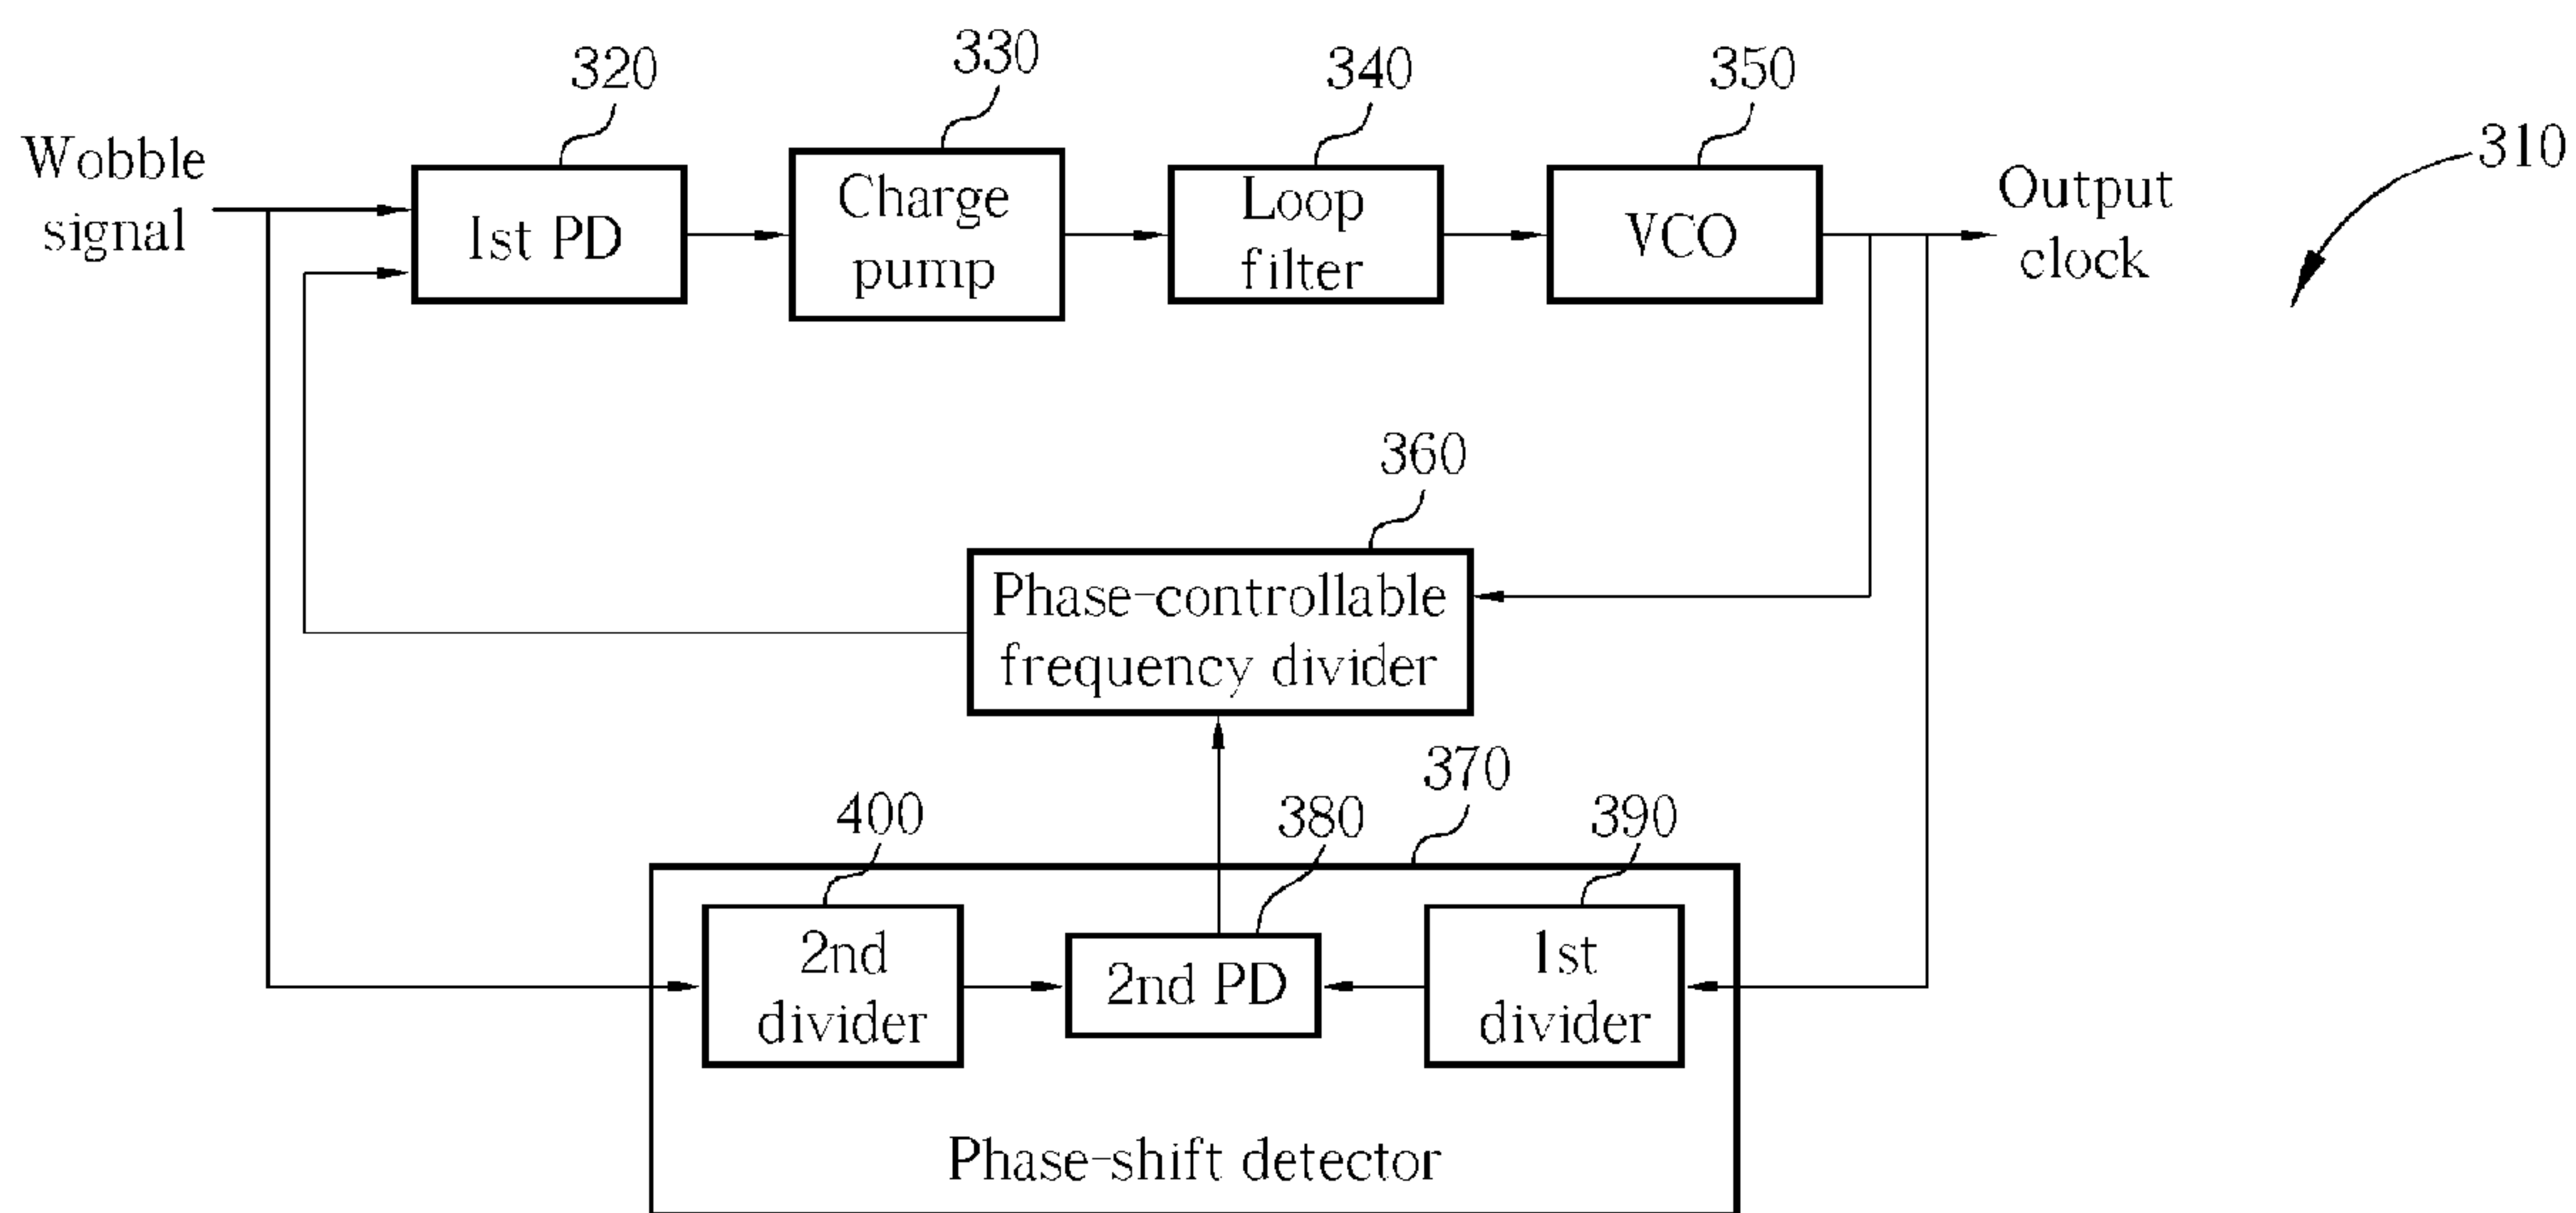 320
330
340
350
310
Wobble
signal
1st PD
Charge
pump
Loop
filter
VCO
Output
clock
360
Phase-controllable
frequency divider
370
400
380
390
2nd
divider
2nd PD
1st
divider
Phase-shift detector